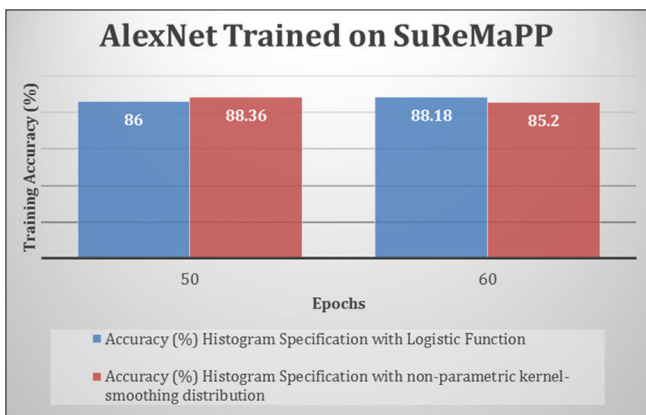 AlexNet Trained on SuReMaPP
Training Accuracy (%)
86
88.36
88.18
85.2
50
60
Epochs
Accuracy (%) Histogram Specification with Logistic Function
Accuracy (%) Histogram Specification with non-parametric kernel-
smoothing distribution